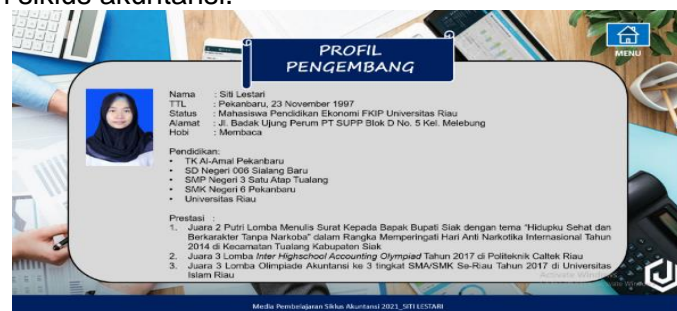 siklus akuntansi.
PROFIL
PENGEMBANG
MENU
Nama : Siti Lestari
TTL : Pekanbaru, 23 November 1997
Status : Mahasiswa Pendidikan Ekonomi FKIP Universitas Riau
Alamat : Jl. Badak Ujung Perum PT SUPP Blok D No. 5 Kel. Melebung
Hobi : Membaca
Pendidikan:
• TK Al-Amal Pekanbaru
• SD Negeri 006 Sialang Baru
• SMP Negeri 3 Satu Atap Tualang
• SMK Negeri 6 Pekanbaru
• Universitas Riau
Prestasi :
1. Juara 2 Putri Lomba Menulis Surat Kepada Bapak Bupati Siak dengan tema "Hidupku Sehat dan
Berkarakter Tanpa Narkoba" dalam Rangka Memperingati Hari Anti Narkotika Internasional Tahun
2014 di Kecamatan Tualang Kabupaten Siak
2. Juara 3 Lomba Inter Highschool Accounting Olympiad Tahun 2017 di Politeknik Caltek Riau
3. Juara 3 Lomba Olimpiade Akuntansi ke 3 tingkat SMA/SMK Se-Riau Tahun 2017 di Universitas
Islam Riau
Activate Windows
Media Pembelajaran Siklus Akuntansi 2021_SITI LESTARI